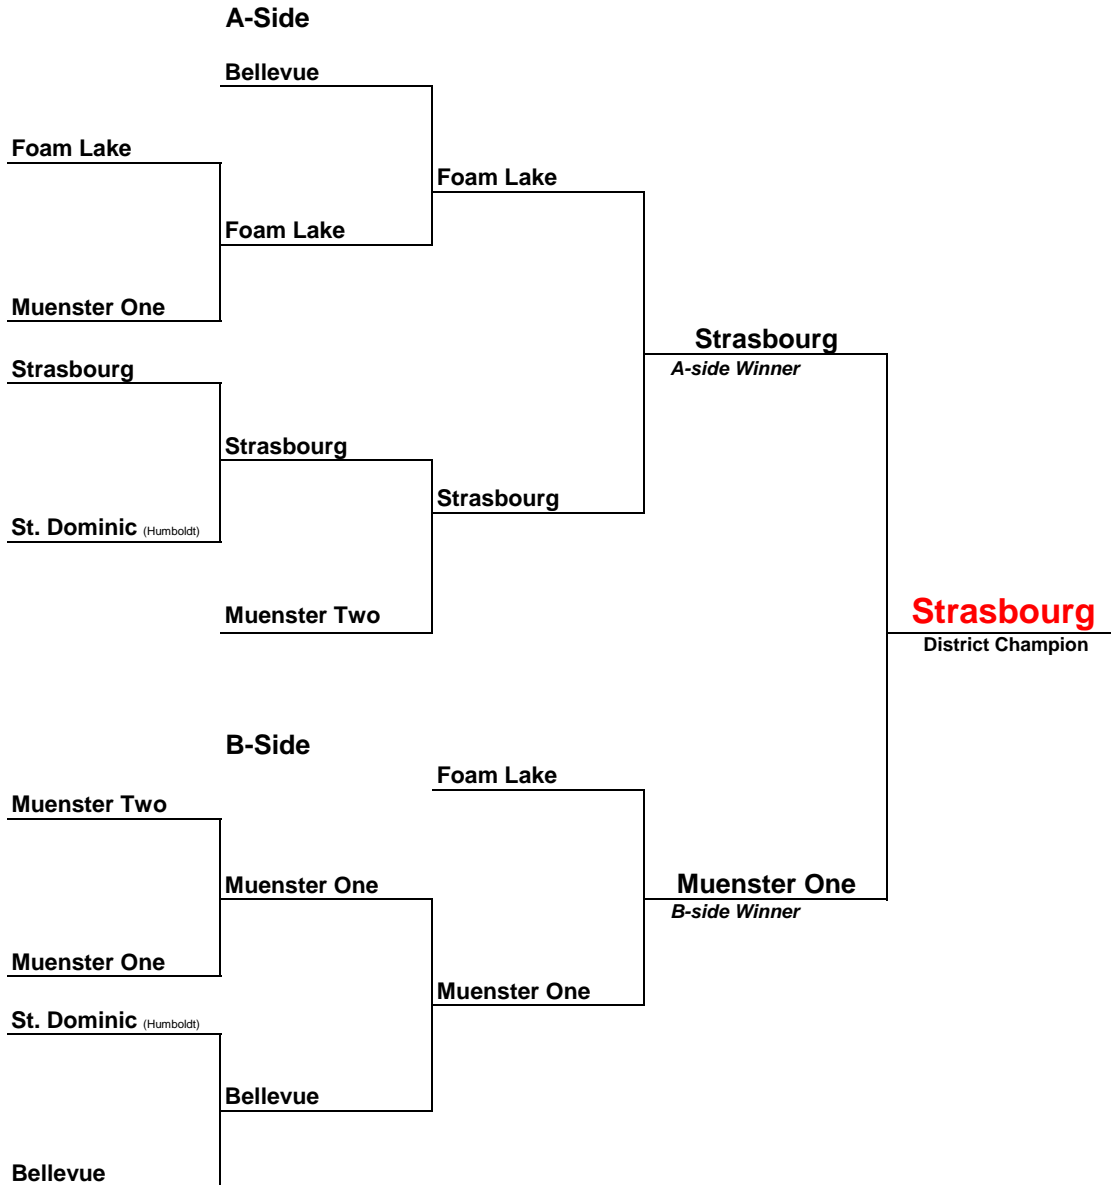 A-Side
Bellevue
Foam Lake
Foam Lake
Foam Lake
Muenster One
Strasbourg
A-side Winner
Strasbourg
Strasbourg
Strasbourg
St. Dominic (Humboldt)
Muenster Two
Strasbourg
District Champion
B-Side
Foam Lake
Muenster Two
Muenster One
Muenster One
B-side Winner
Muenster One
Muenster One
St. Dominic (Humboldt)
Bellevue
Bellevue